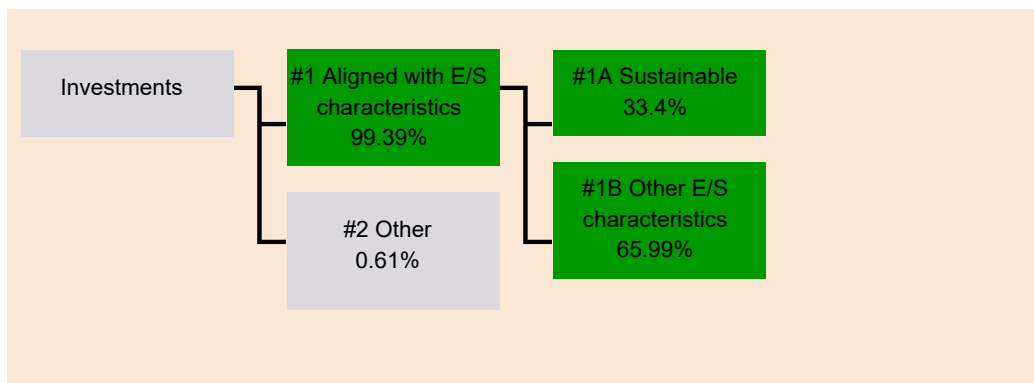 Investments
#1 Aligned with E/S
characteristics
99.39%
#2 Other
0.61%
#1A Sustainable
33.4%
#1B Other E/S
characteristics
65.99%